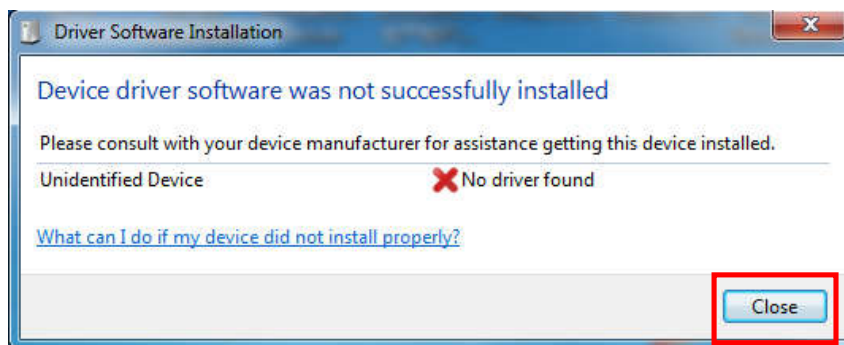 Driver Software Installation
Device driver software was not successfully installed
Please consult with your device manufacturer for assistance getting this device installed.
Unidentified Device No driver found
What can I do if my device did not install properly?
Close